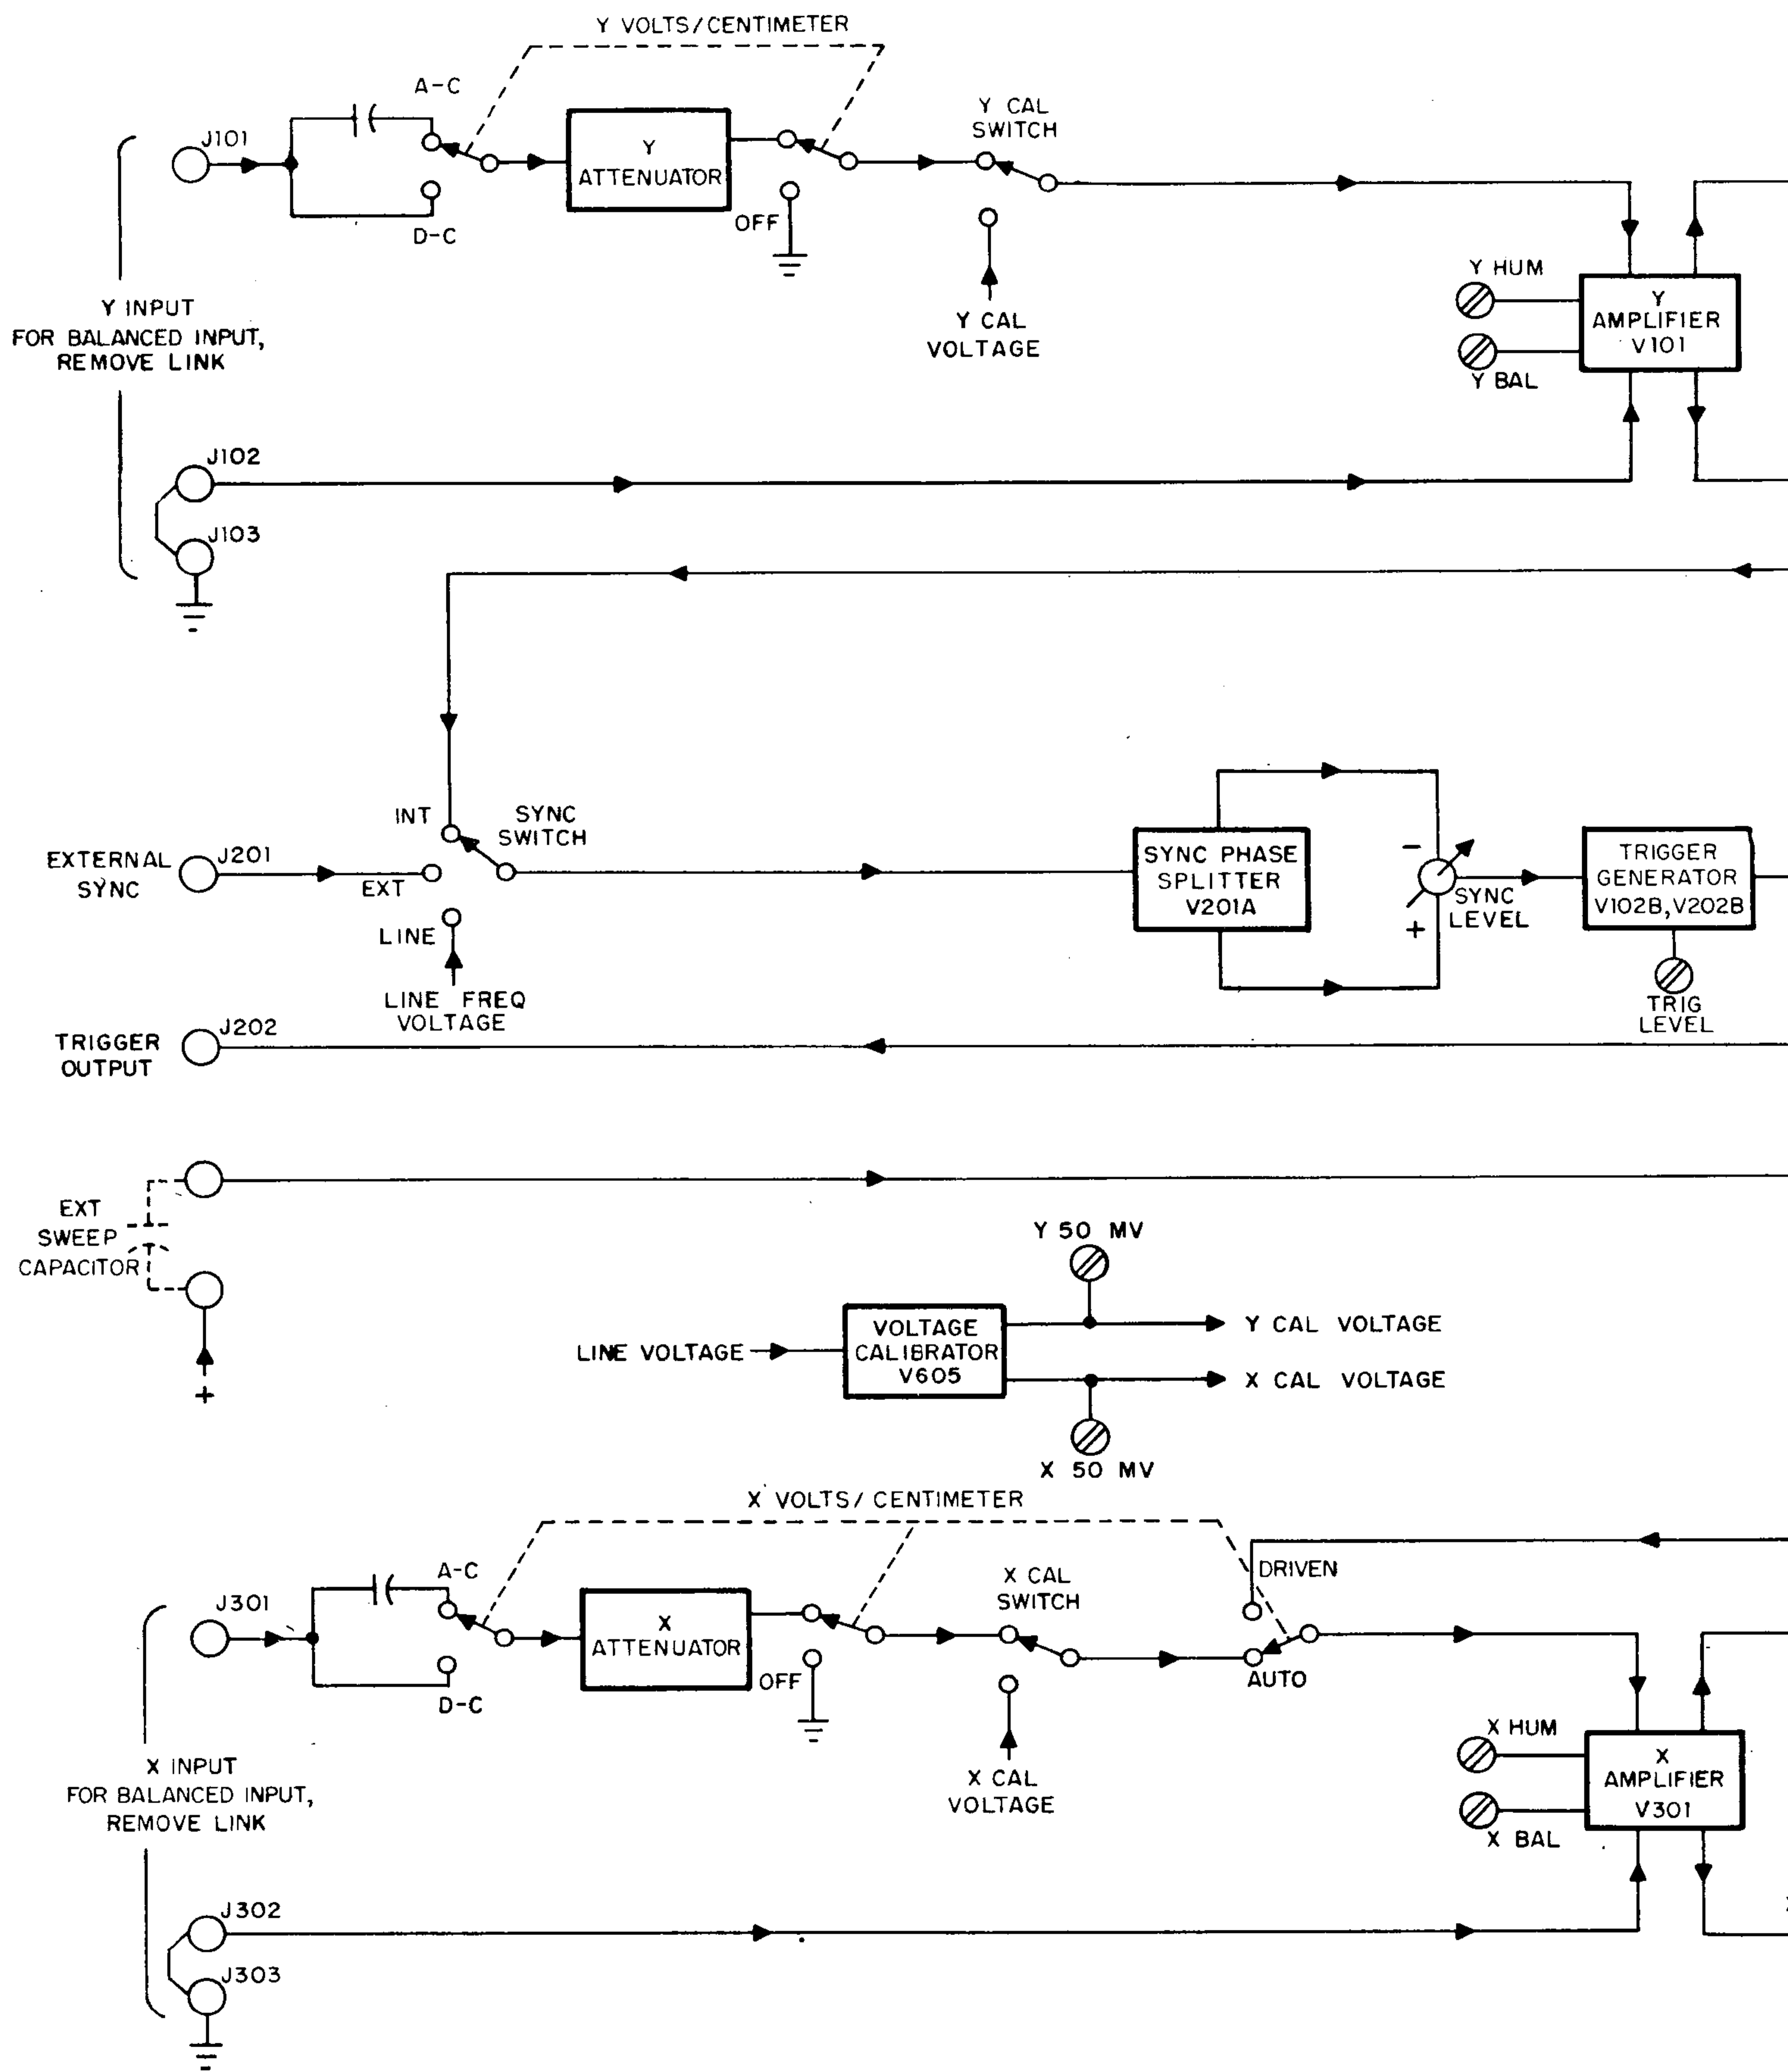 Y VOLTS/CENTIMETER
A-C
J101
Y
ATTENUATOR
D-C
OFF
Y CAL
SWITCH
Y CAL
VOLTAGE
Y INPUT
FOR BALANCED INPUT,
REMOVE LINK
Y HUM
Y BAL
Y
AMPLIFIER
V101
J102
J103
INT
SYNC
SWITCH
EXTERNAL
SYNC
J201
EXT
LINE
LINE FREQ
VOLTAGE
SYNC PHASE
SPLITTER
V201A
-
+
SYNC
LEVEL
TRIGGER
GENERATOR
V102B, V202B
TRIG
LEVEL
TRIGGER
OUTPUT
J202
EXT
SWEEP
CAPACITOR
+
Y 50 MV
LINE VOLTAGE
VOLTAGE
CALIBRATOR
V605
Y CAL VOLTAGE
X CAL VOLTAGE
X 50 MV
X VOLTS/ CENTIMETER
A-C
J301
X
ATTENUATOR
D-C
OFF
X CAL
SWITCH
X CAL
VOLTAGE
DRIVEN
AUTO
X INPUT
FOR BALANCED INPUT,
REMOVE LINK
X HUM
X BAL
X
AMPLIFIER
V301
J302
J303